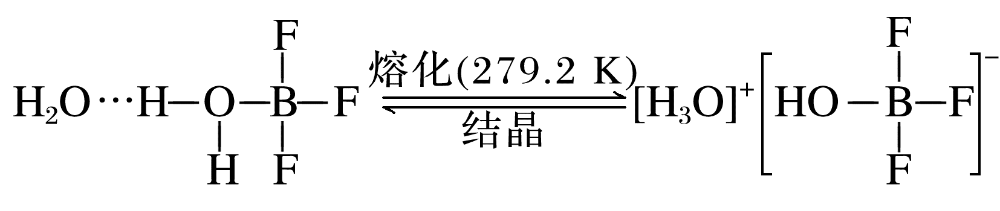 F F
熔化(279.2 K)
H₂O···H—O—B—F [H₃O]⁺[HO—B—F]⁻
结晶
H F F